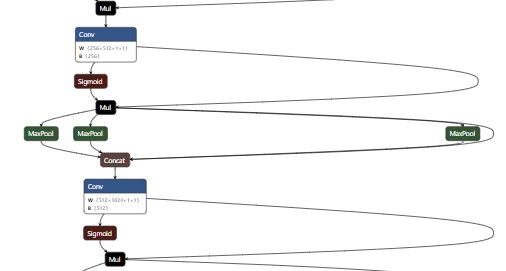 Mul
Conv
W ⟨256×512×1×1⟩
B ⟨256⟩
Sigmoid
Mul
MaxPool MaxPool MaxPool
Concat
Conv
W ⟨512×1024×1×1⟩
B ⟨512⟩
Sigmoid
Mul